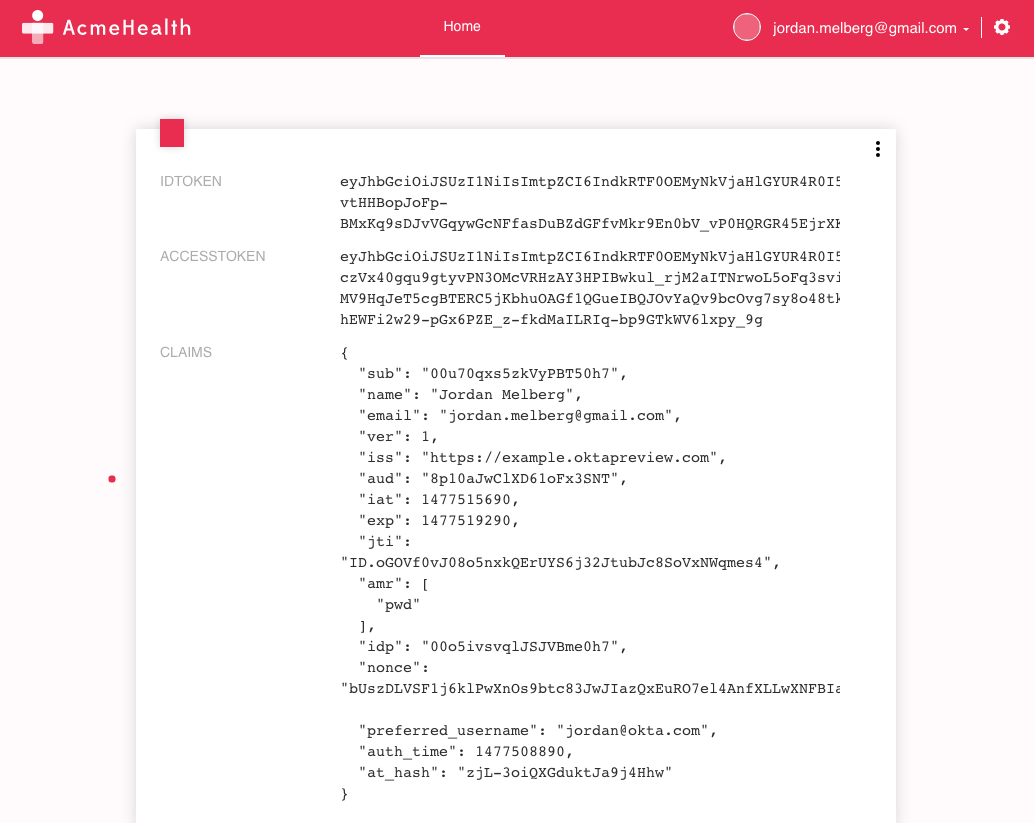 AcmeHealth
Home
jordan.melberg@gmail.com
IDTOKEN
eyJhbGciOiJSUzI1NiIsImtpZCI6IndkRTF0OEMyNkVjaHlGYUR4R0I5
vtHHBopJoFp-
BMxKq9sDJvVGqywGcNFfasDuBZdGFfvMkr9En0bV_vP0HQRGR45EjrXK
ACCESSTOKEN
eyJhbGciOiJSUzI1NiIsImtpZCI6IndkRTF0OEMyNkVjaHlGYUR4R0I5
czVx40gqu9gtyvPN3OMcVRHzAY3HPIBwkul_rjM2aITNrwoL5oFq3svi
MV9HqJeT5cgBTERC5jKbhuOAGf1QGueIBQJOvYaQv9bcOvg7sy8o48tk
hEWFi2w29-pGx6PZE_z-fkdMaILRIq-bp9GTkWV6lxpy_9g
CLAIMS
{
"sub": "00u70qxs5zkVyPBT50h7",
"name": "Jordan Melberg",
"email": "jordan.melberg@gmail.com",
"ver": 1,
"iss": "https://example.oktapreview.com",
"aud": "8p10aJwClXD61oFx3SNT",
"iat": 1477515690,
"exp": 1477519290,
"jti":
"ID.oGOVf0vJ08o5nxkQErUYS6j32JtubJc8SoVxNWqmes4",
"amr": [
"pwd"
],
"idp": "00o5ivsvqlJSJVBme0h7",
"nonce":
"bUszDLVSF1j6klPwXnOs9btc83JwJIazQxEuRO7el4AnfXLLwXNFBIa
"preferred_username": "jordan@okta.com",
"auth_time": 1477508890,
"at_hash": "zjL-3oiQXGduktJa9j4Hhw"
}